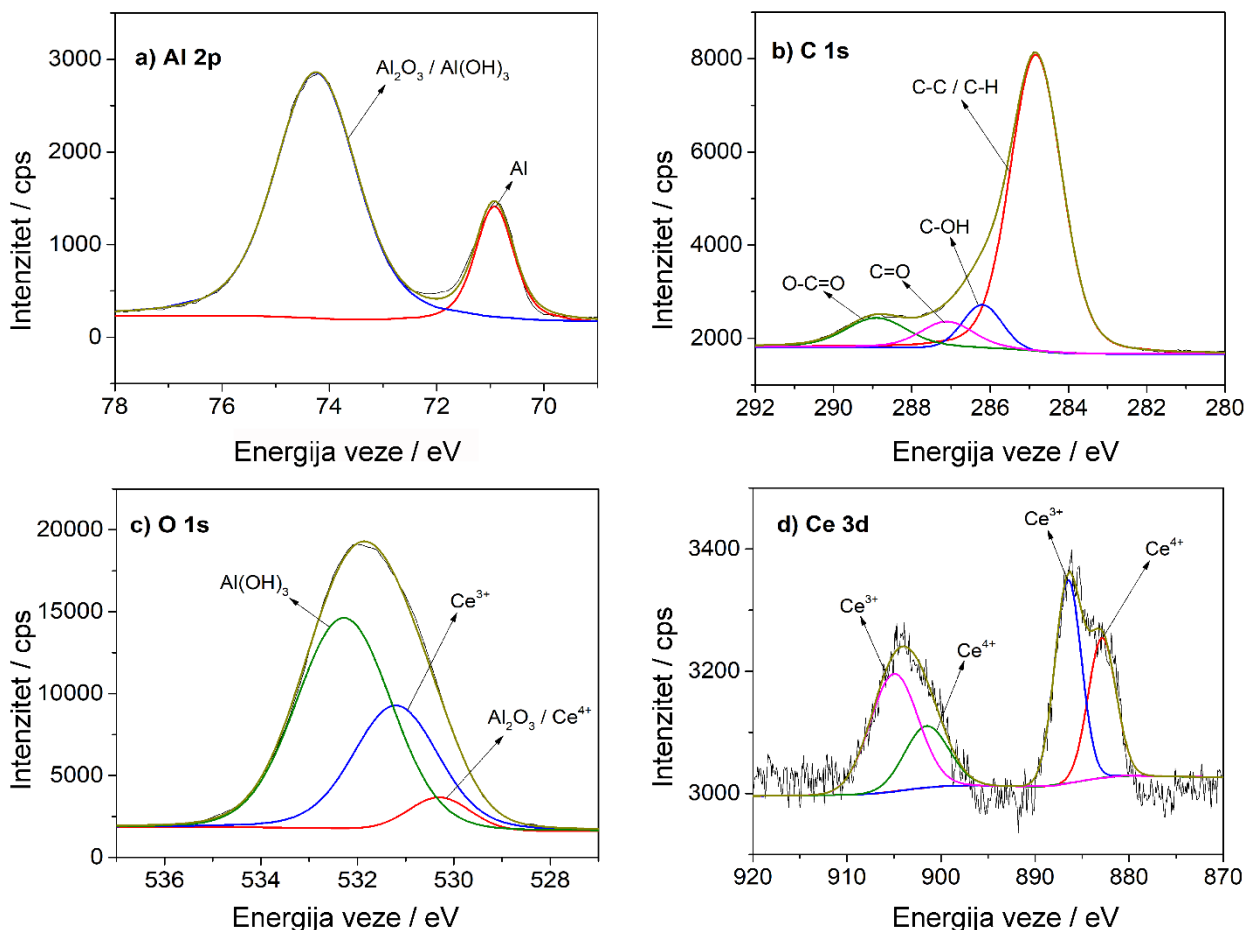 a) Al 2p
Al₂O₃ / Al(OH)₃
Al
3000
2000
1000
0
Intenzitet / cps
78 76 74 72 70
Energija veze / eV
b) C 1s
C-C / C-H
C-OH
C=O
O-C=O
8000
6000
4000
2000
Intenzitet / cps
292 290 288 286 284 282 280
Energija veze / eV
c) O 1s
Al(OH)₃
Ce³⁺
Al₂O₃ / Ce⁴⁺
20000
15000
10000
5000
0
Intenzitet / cps
536 534 532 530 528
Energija veze / eV
d) Ce 3d
Ce³⁺
Ce⁴⁺
Ce³⁺
Ce⁴⁺
3400
3200
3000
Intenzitet / cps
920 910 900 890 880 870
Energija veze / eV